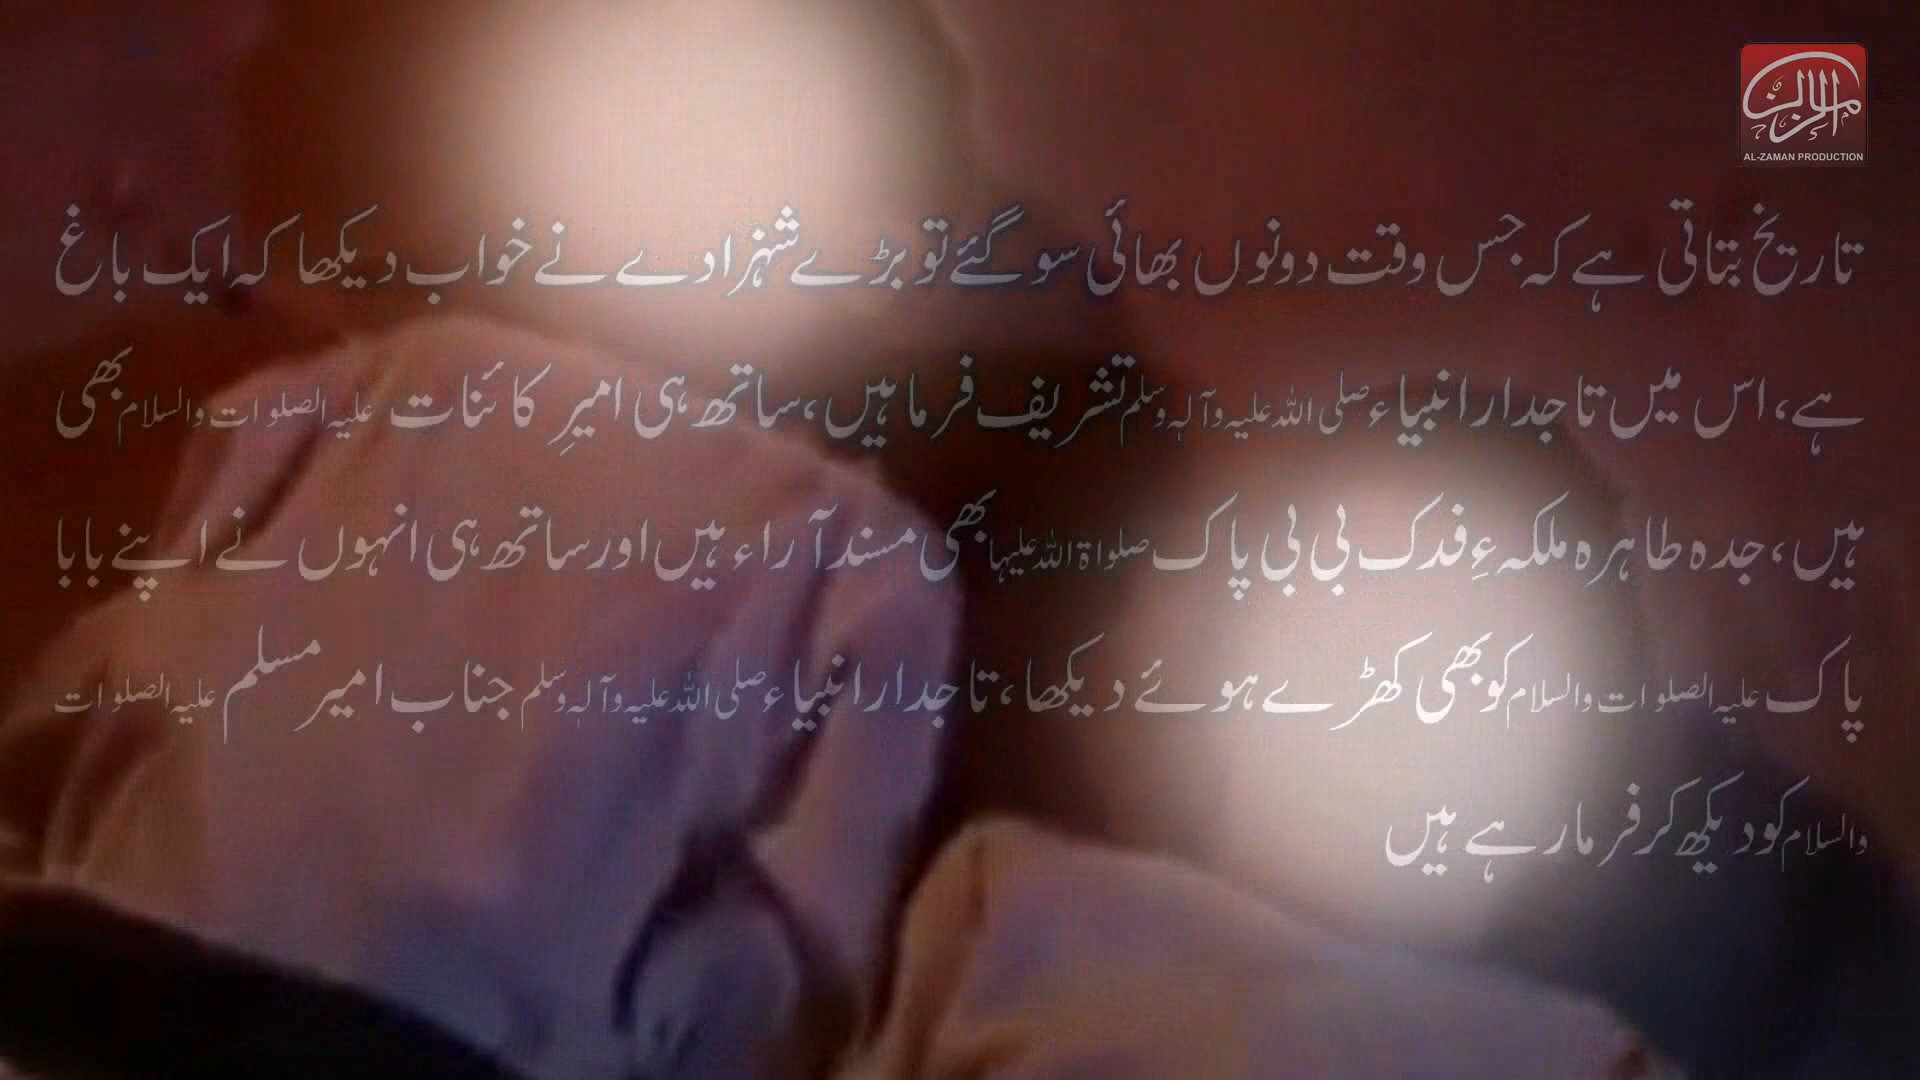 AL-ZAMAN PRODUCTION
تاریخ بتاتی ہے کہ جس وقت دونوں بھائی سو گئے تو بڑے شہزادے نے خواب دیکھا کہ ایک باغ
ہے، اس میں تاجدار انبیاء صلی اللہ علیہ وآلہ وسلم تشریف فرما ہیں، ساتھ ہی امیرِ کائنات علیہ الصلوات والسلام بھی
ہیں، جدہ طاہرہ ملکہ ءِ فدک بی بی پاک صلواۃ اللہ علیہا بھی مسند آراء ہیں اور ساتھ ہی انہوں نے اپنے بابا
پاک علیہ الصلوات والسلام کو بھی کھڑے ہوئے دیکھا، تاجدار انبیاء صلی اللہ علیہ وآلہ وسلم جناب امیر مسلم علیہ الصلوات
والسلام کو دیکھ کر فرما رہے ہیں